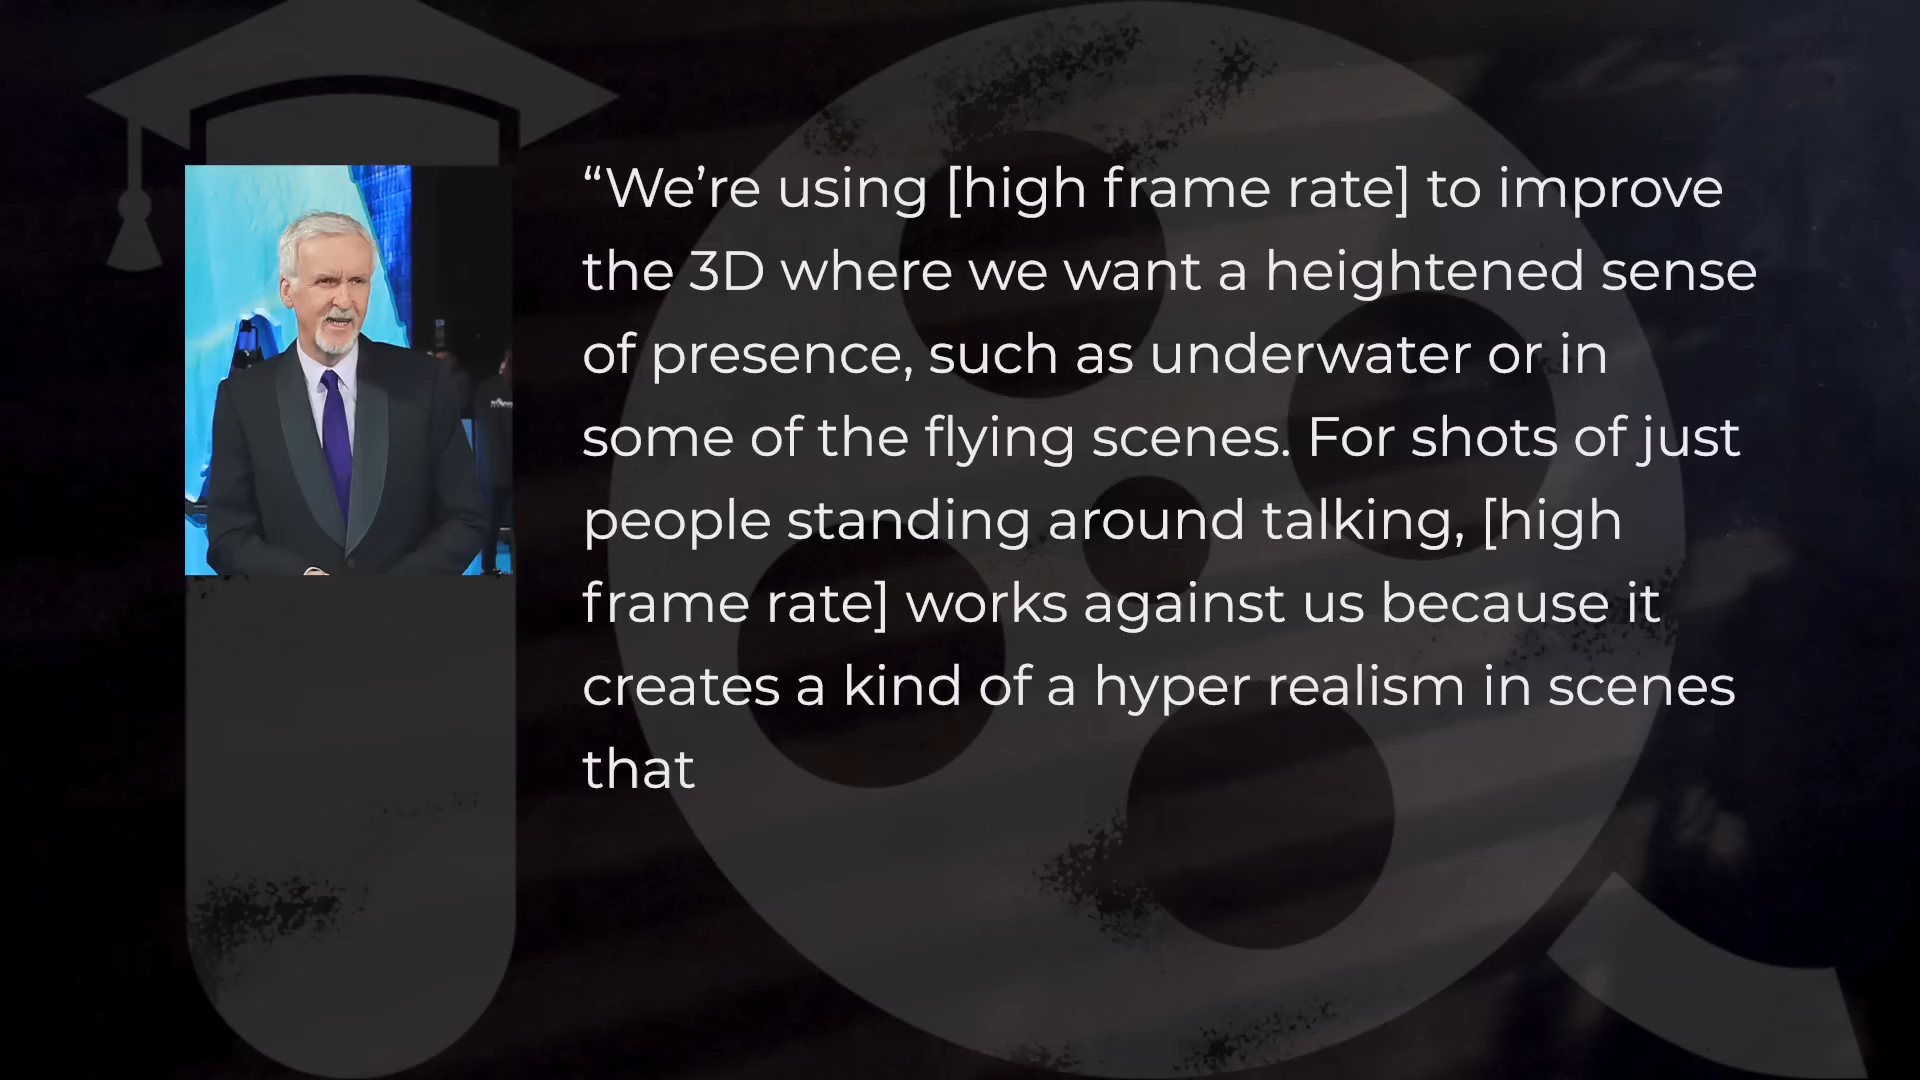 “We’re using [high frame rate] to improve
the 3D where we want a heightened sense
of presence, such as underwater or in
some of the flying scenes. For shots of just
people standing around talking, [high
frame rate] works against us because it
creates a kind of a hyper realism in scenes
that